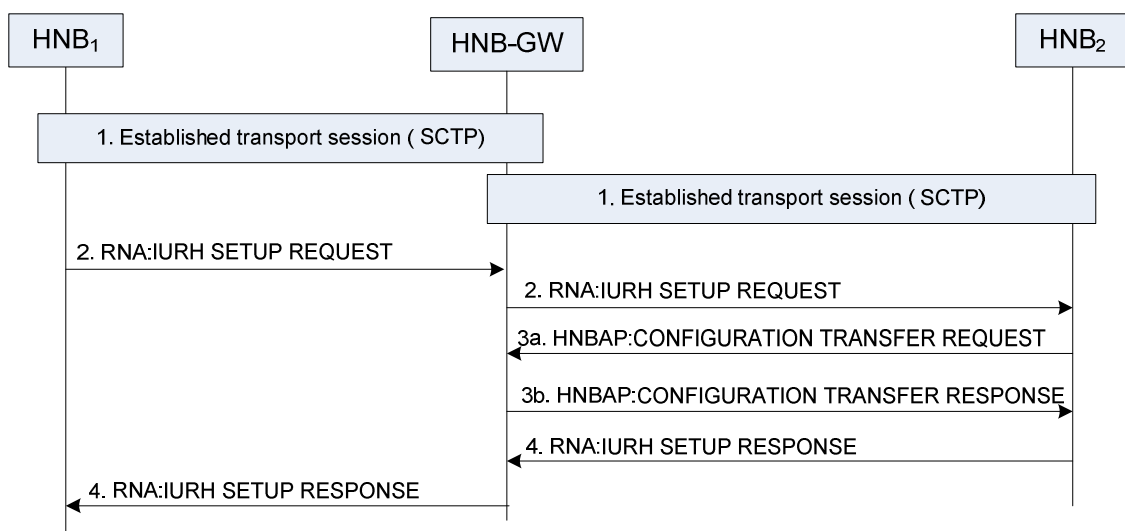 HNB₁
HNB-GW
HNB₂
1. Established transport session ( SCTP)
1. Established transport session ( SCTP)
2. RNA:IURH SETUP REQUEST
2. RNA:IURH SETUP REQUEST
3a. HNBAP:CONFIGURATION TRANSFER REQUEST
3b. HNBAP:CONFIGURATION TRANSFER RESPONSE
4. RNA:IURH SETUP RESPONSE
4. RNA:IURH SETUP RESPONSE